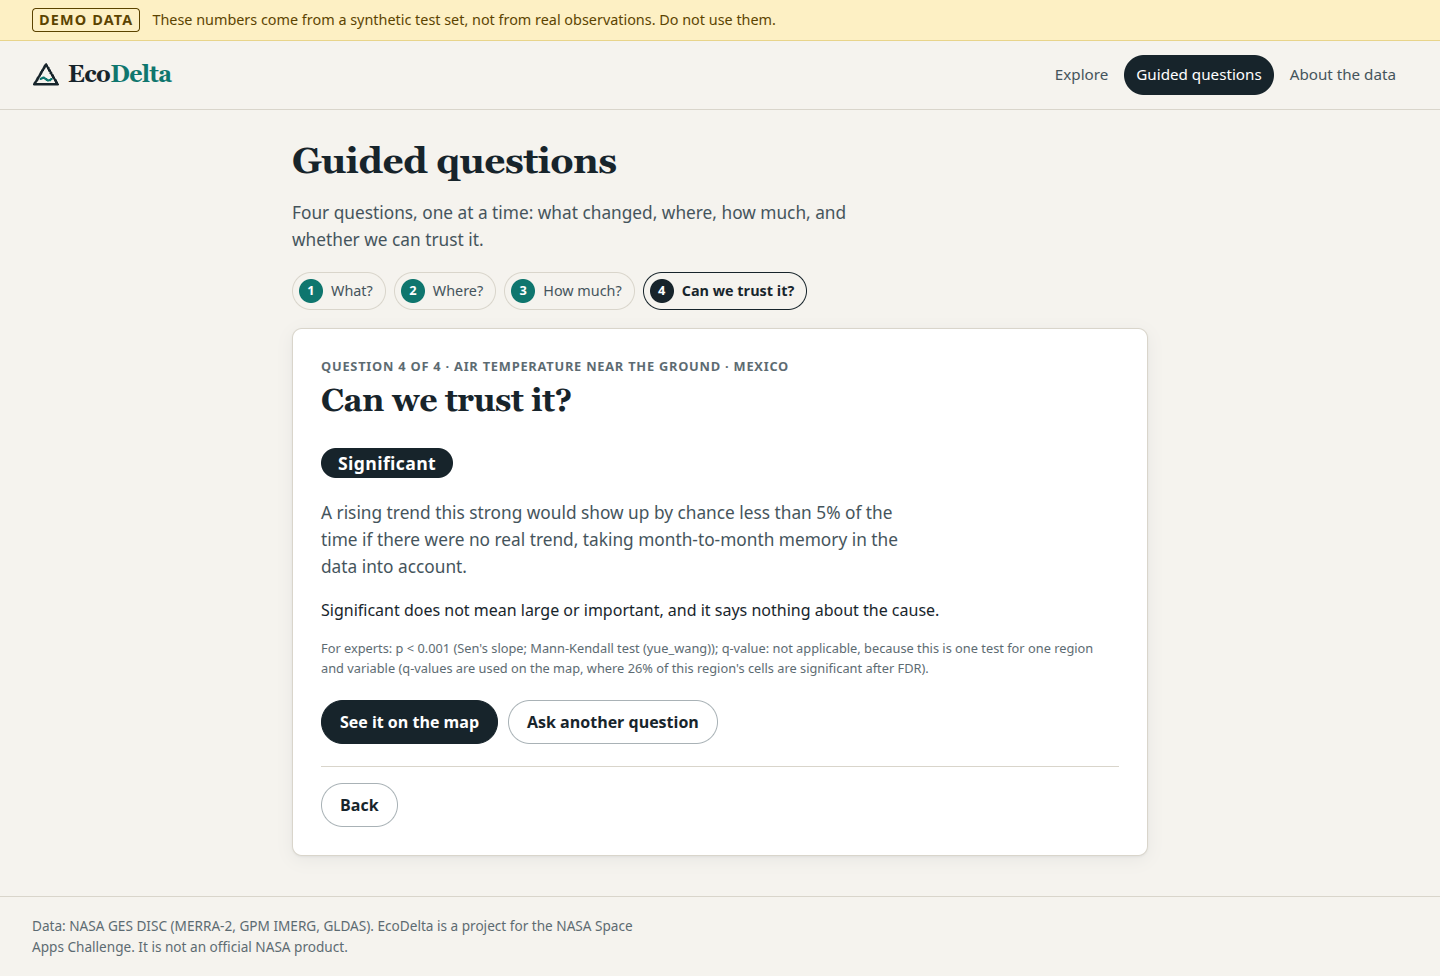 DEMO DATA These numbers come from a synthetic test set, not from real observations. Do not use them.
EcoDelta
Explore
Guided questions
About the data
Guided questions
Four questions, one at a time: what changed, where, how much, and
whether we can trust it.
1 What?
2 Where?
3 How much?
4 Can we trust it?
QUESTION 4 OF 4 · AIR TEMPERATURE NEAR THE GROUND · MEXICO
Can we trust it?
Significant
A rising trend this strong would show up by chance less than 5% of the
time if there were no real trend, taking month-to-month memory in the
data into account.
Significant does not mean large or important, and it says nothing about the cause.
For experts: p < 0.001 (Sen's slope; Mann-Kendall test (yue_wang)); q-value: not applicable, because this is one test for one region
and variable (q-values are used on the map, where 26% of this region's cells are significant after FDR).
See it on the map
Ask another question
Back
Data: NASA GES DISC (MERRA-2, GPM IMERG, GLDAS). EcoDelta is a project for the NASA Space
Apps Challenge. It is not an official NASA product.